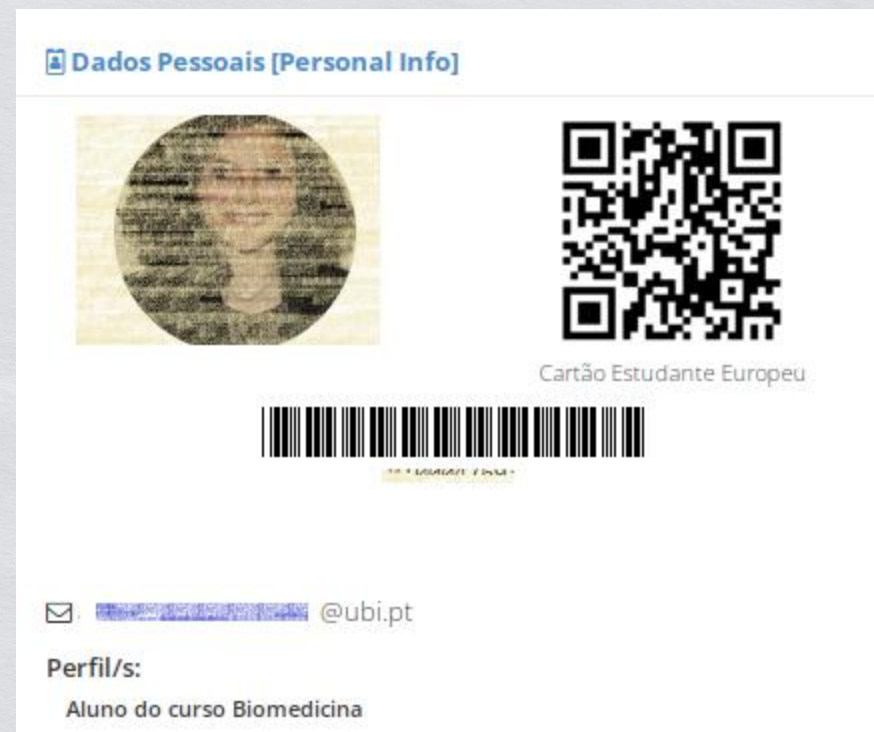 Dados Pessoais [Personal Info]
Cartão Estudante Europeu
@ubi.pt
Perfil/s:
Aluno do curso Biomedicina